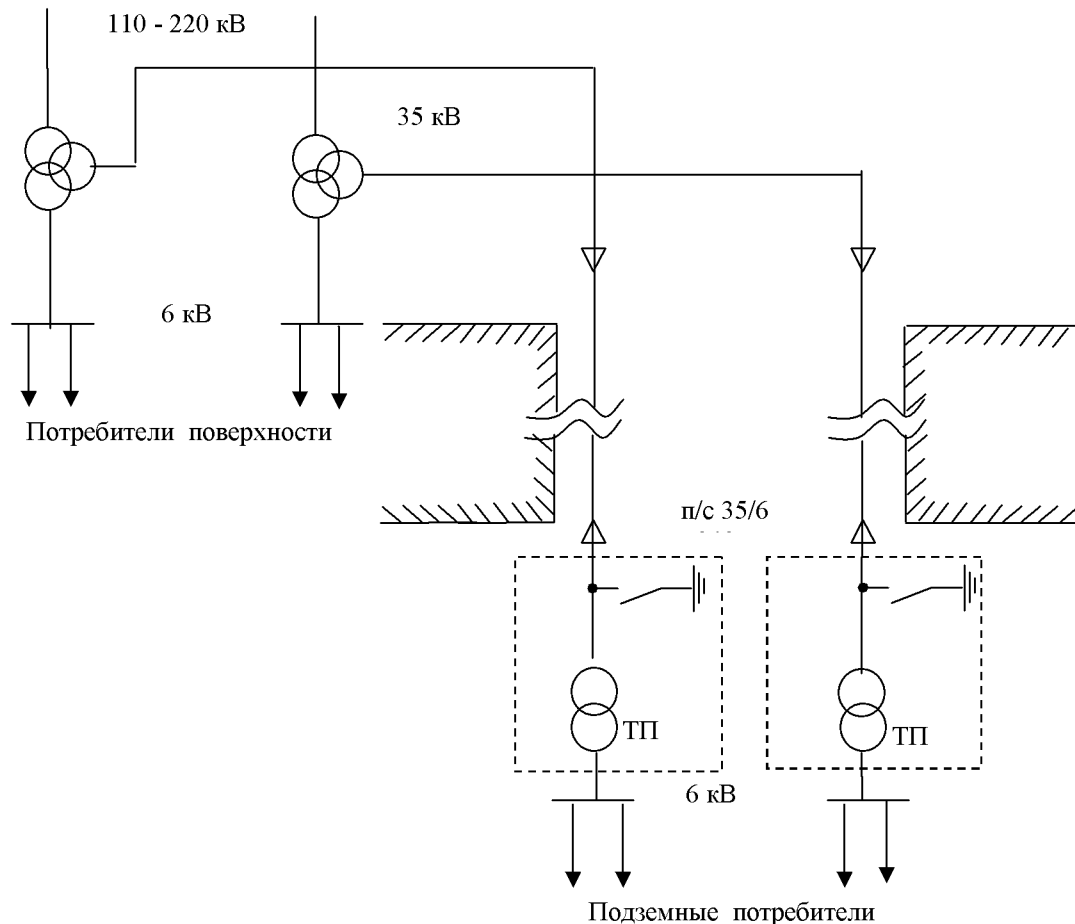 110 - 220 кВ
35 кВ
6 кВ
Потребители поверхности
п/с 35/6
ТП
ТП
6 кВ
Подземные потребители